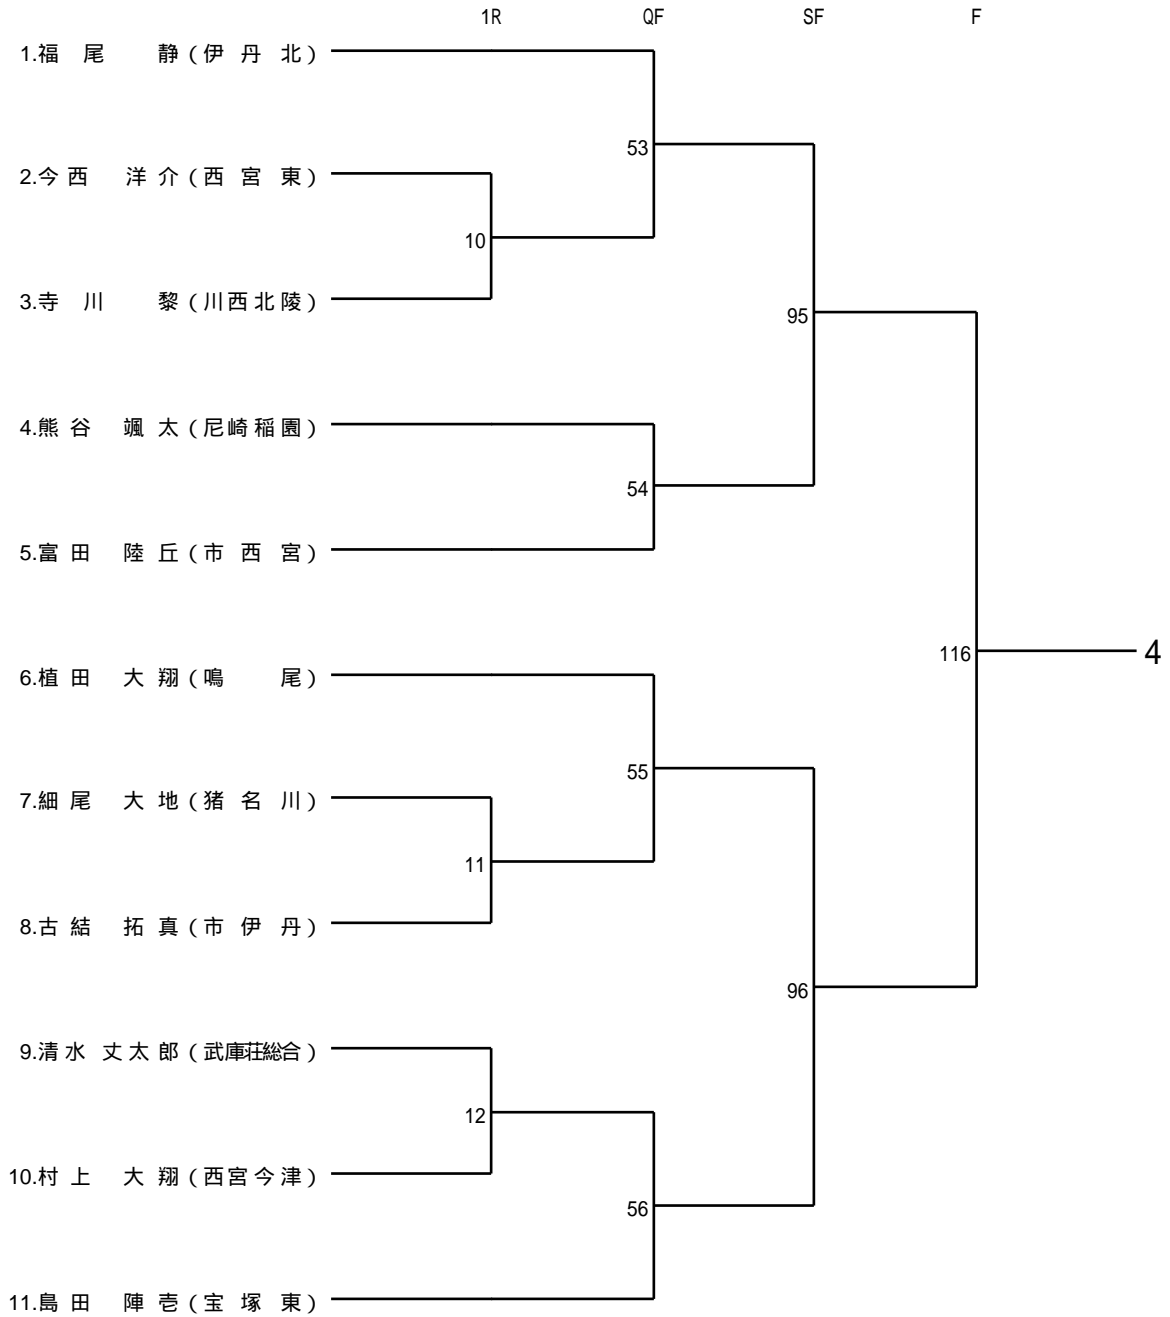 1R QF SF F
1.福尾 静(伊丹北)
53
2.今西 洋介(西宮東)
10
3.寺川 黎(川西北陵)
95
4.熊谷 颯太(尼崎稲園)
54
5.富田 陸丘(市西宮)
116 4
6.植田 大翔(鳴尾)
55
7.細尾 大地(猪名川)
11
8.古結 拓真(市伊丹)
96
9.清水 丈太郎(武庫荘総合)
12
10.村上 大翔(西宮今津)
56
11.島田 陣壱(宝塚東)